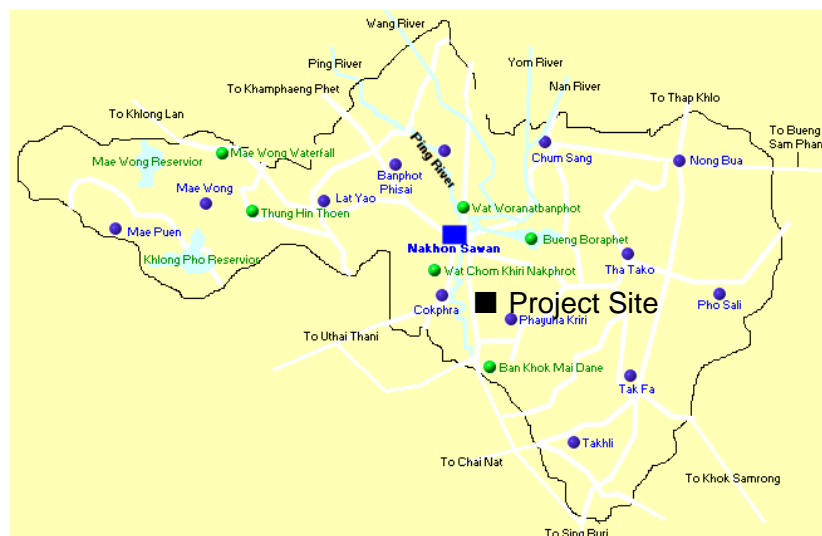 Wang River
Ping River
Yom River
Nan River
To Khamphaeng Phet
To Thap Khlo
To Khlong Lan
To Bueng
Sam Phan
Ping River
Mae Wong Waterfall
Mae Wong Reservior
Chum Sang
Nong Bua
Banphot
Phisai
Mae Wong
Lat Yao
Thung Hin Thoen
Wat Woranatbanphot
Mae Puen
Nakhon Sawan
Bueng Boraphet
Khlong Pho Reservior
Tha Tako
Wat Chom Khiri Nakphrot
Cokphra
Project Site
Pho Sali
Phayuha Kriri
To Uthai Thani
Ban Khok Mai Dane
Tak Fa
Takhli
To Chai Nat
To Khok Samrong
To Sing Buri